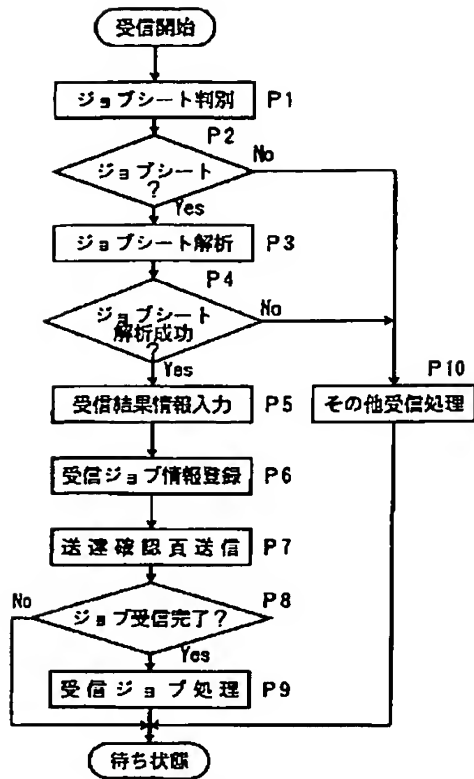 受信開始
ジョブシート判別 P1
P2
ジョブシート
?
No
Yes
ジョブシート解析 P3
P4
ジョブシート
解析成功
?
No
Yes
P10
受信結果情報入力 P5
その他受信処理
受信ジョブ情報登録 P6
送達確認頁送信 P7
No
P8
ジョブ受信完了?
Yes
受信ジョブ処理 P9
待ち状態